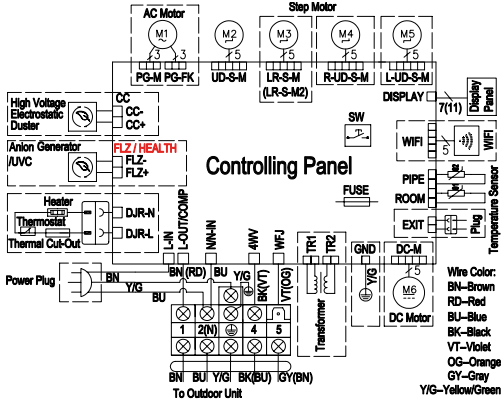 AC Motor
Step Motor
M1
M2
M3
M4
M5
3
3
5
5
5
5
PG-M
PG-FK
UD-S-M
LR-S-M
(LR-S-M2)
R-UD-S-M
L-UD-S-M
High Voltage
Electrostatic
Duster
CC
CC-
CC+
DISPLAY
7(11)
Display
Panel
Anion Generator
/UVC
FLZ / HEALTH
FLZ-
FLZ+
SW
WIFI
5
WIFI
Controlling Panel
PIPE
ROOM
Temperature Sensor
FUSE
Heater
Thermostat
Thermal Cut-Out
DJR-N
DJR-L
EXIT
Plug
L-IN
L-OUT/COMP
N/N-IN
4WV
WFJ
TR1
TR2
GND
DC-M
5
M6
DC Motor
Y/G
Transformer
Power Plug
BN
BN (RD)
BU
Y/G
Y/G
BU
BK(VT)
VT(OG)
1
2(N)
4
5
BN
BU
Y/G
BK(BU)
GY(BN)
To Outdoor Unit
Wire Color:
BN–Brown
RD–Red
BU–Blue
BK–Black
VT–Violet
OG–Orange
GY–Gray
Y/G–Yellow/Green